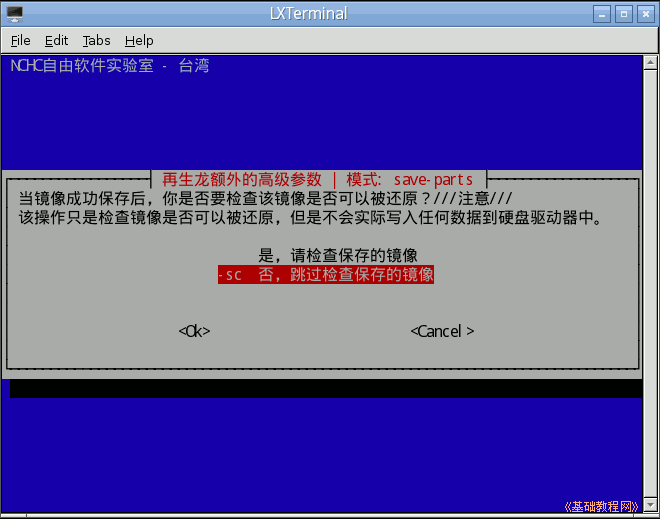 LXTerminal
File Edit Tabs Help
NCHC自由软件实验室 - 台湾
再生龙额外的高级参数 | 模式: save-parts
当镜像成功保存后，你是否要检查该镜像是否可以被还原？///注意///
该操作只是检查镜像是否可以被还原，但是不会实际写入任何数据到硬盘驱动器中。
是，请检查保存的镜像
-sc 否，跳过检查保存的镜像
<Ok> <Cancel >
《基础教程网》